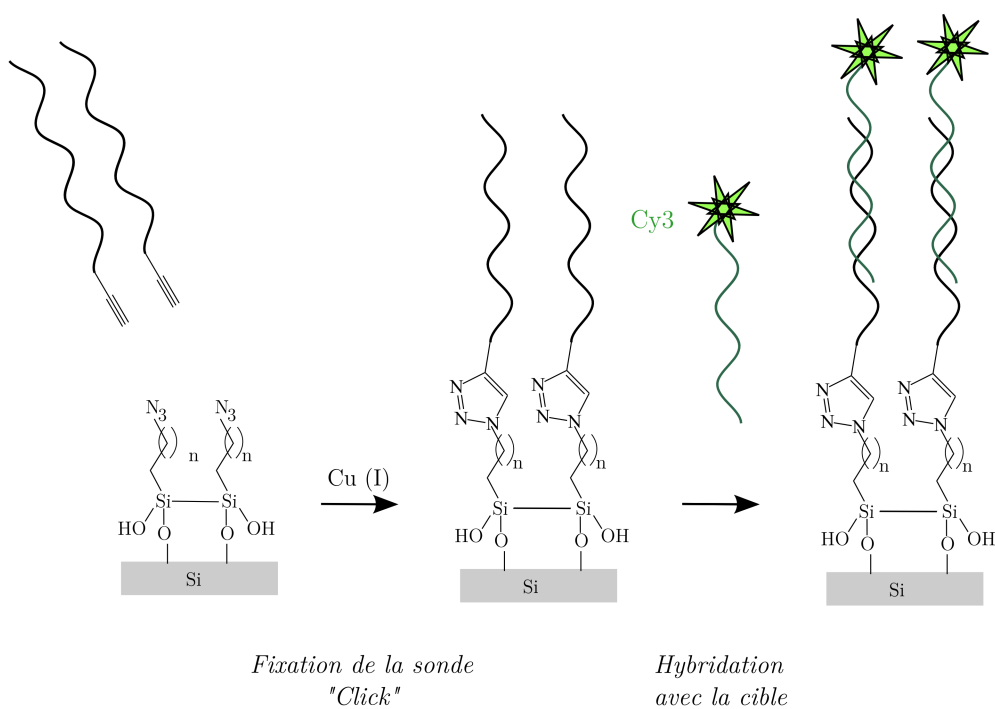 Cy3
N3 N3
n n
Si Si
HO OH
O O
Si
Cu (I)
N N
N N
N N
n n
Si Si
HO OH
O O
Si
N N
N N
N N
n n
Si Si
HO OH
O O
Si
Fixation de la sonde
"Click"
Hybridation
avec la cible